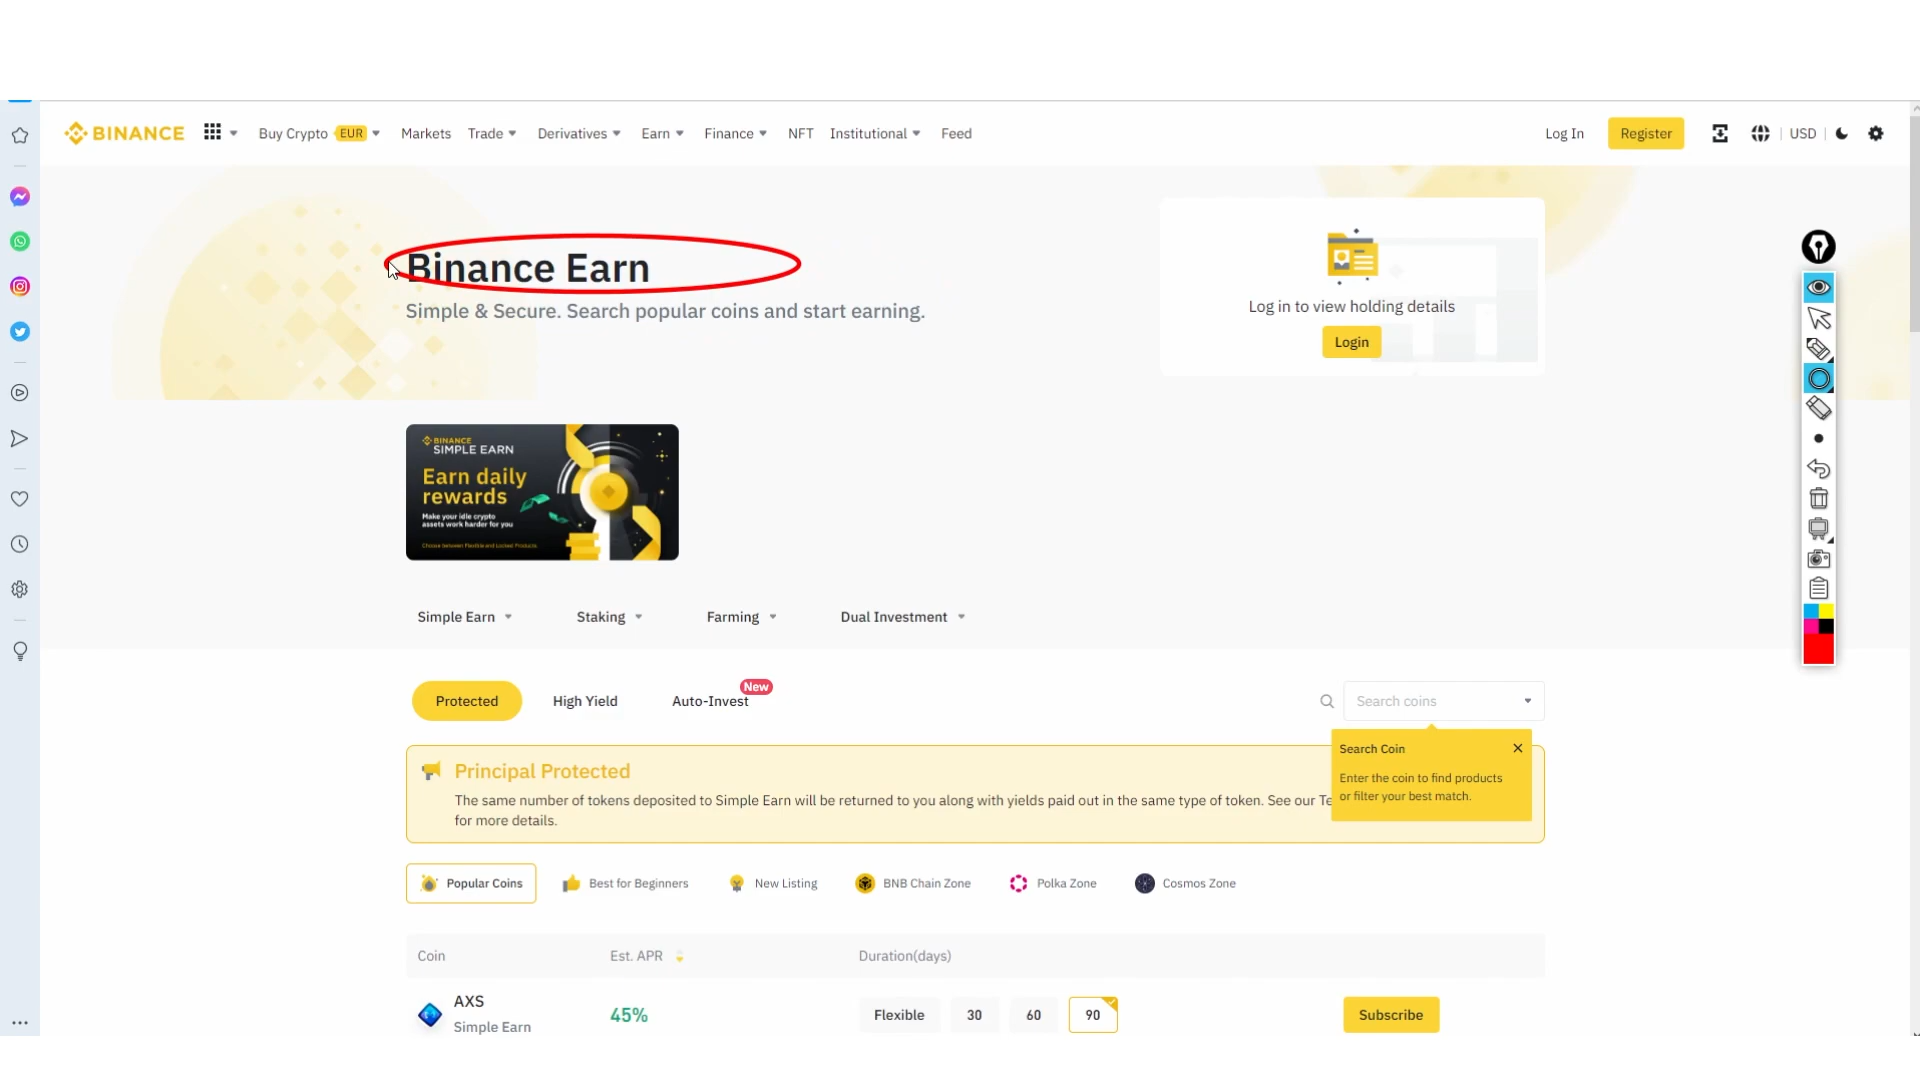 BINANCE
Buy Crypto EUR
Markets
Trade
Derivatives
Earn
Finance
NFT
Institutional
Feed
Log In
Register
USD
Binance Earn
Simple & Secure. Search popular coins and start earning.
Log in to view holding details
Login
BINANCE
SIMPLE EARN
Earn daily
rewards
Make your idle crypto
assets work harder for you
Choose between Flexible and Locked Products
Simple Earn
Staking
Farming
Dual Investment
Protected
High Yield
Auto-Invest
New
Search coins
Search Coin
Enter the coin to find products
or filter your best match.
Principal Protected
The same number of tokens deposited to Simple Earn will be returned to you along with yields paid out in the same type of token. See our Te
for more details.
Popular Coins
Best for Beginners
New Listing
BNB Chain Zone
Polka Zone
Cosmos Zone
Coin
Est. APR
Duration(days)
AXS
Simple Earn
45%
Flexible
30
60
90
Subscribe